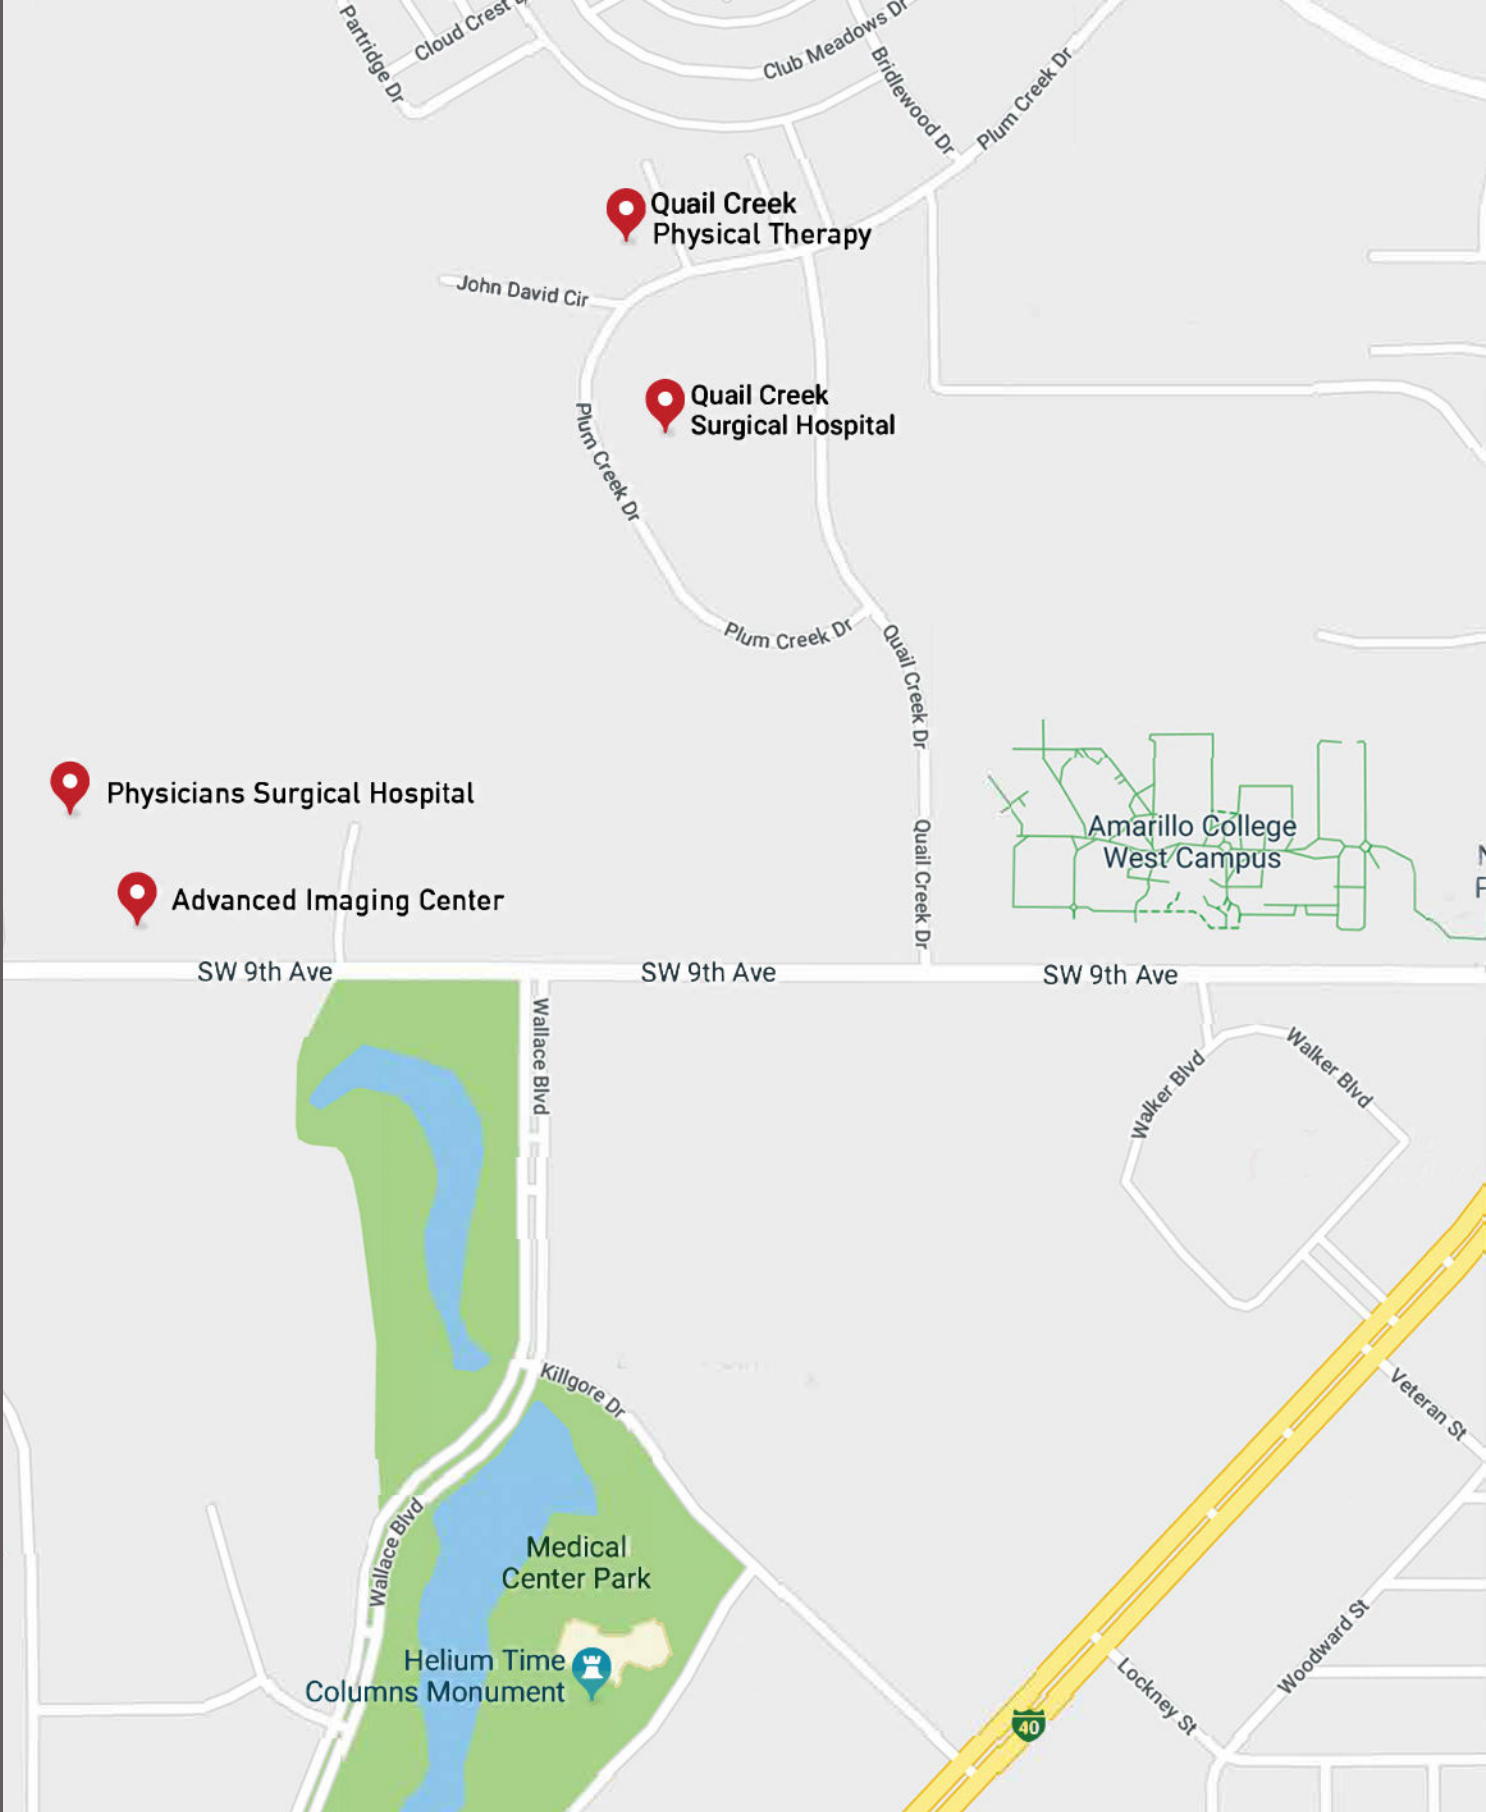 Partridge Dr
Cloud Crest
Club Meadows Dr
Bridlewood Dr
Plum Creek Dr
Quail Creek
Physical Therapy
John David Cir
Quail Creek
Surgical Hospital
Plum Creek Dr
Plum Creek Dr
Quail Creek Dr
Physicians Surgical Hospital
Amarillo College
West Campus
Quail Creek Dr
Advanced Imaging Center
SW 9th Ave
SW 9th Ave
SW 9th Ave
Wallace Blvd
Walker Blvd
Walker Blvd
Killgore Dr
Veteran St
Wallace Blvd
Medical
Center Park
Helium Time
Columns Monument
Woodward St
Lockney St
40